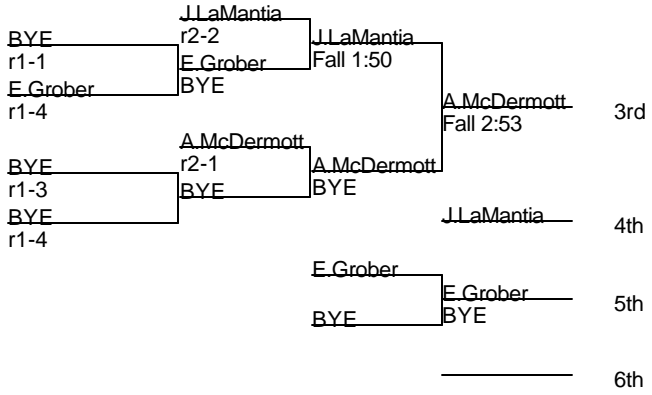 BYE
r1-1
E.Grober
r1-4
BYE
r1-3
BYE
r1-4
J.LaMantia
r2-2
E.Grober
BYE
A.McDermott
r2-1
BYE
J.LaMantia
Fall 1:50
A.McDermott
BYE
A.McDermott
Fall 2:53
3rd
J.LaMantia
4th
E.Grober
BYE
E.Grober
BYE
5th
6th